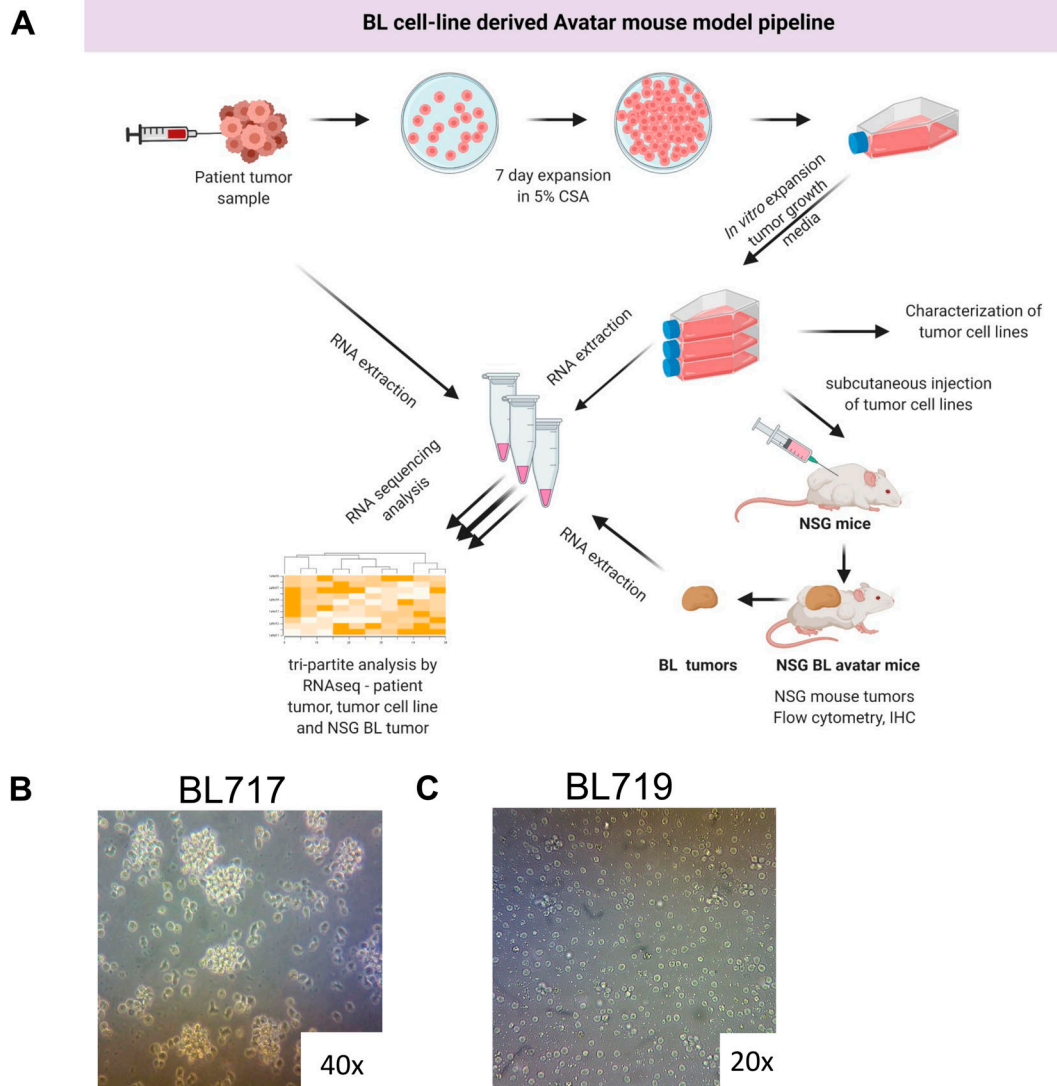 A
BL cell-line derived Avatar mouse model pipeline
Patient tumor
sample
7 day expansion
in 5% CSA
In vitro expansion
tumor growth
media
RNA extraction
RNA extraction
Characterization of
tumor cell lines
subcutaneous injection
of tumor cell lines
NSG mice
RNA sequencing
analysis
RNA extraction
BL tumors
NSG BL avatar mice
NSG mouse tumors
Flow cytometry, IHC
tri-partite analysis by
RNAseq - patient
tumor, tumor cell line
and NSG BL tumor
B
BL717
40x
C
BL719
20x